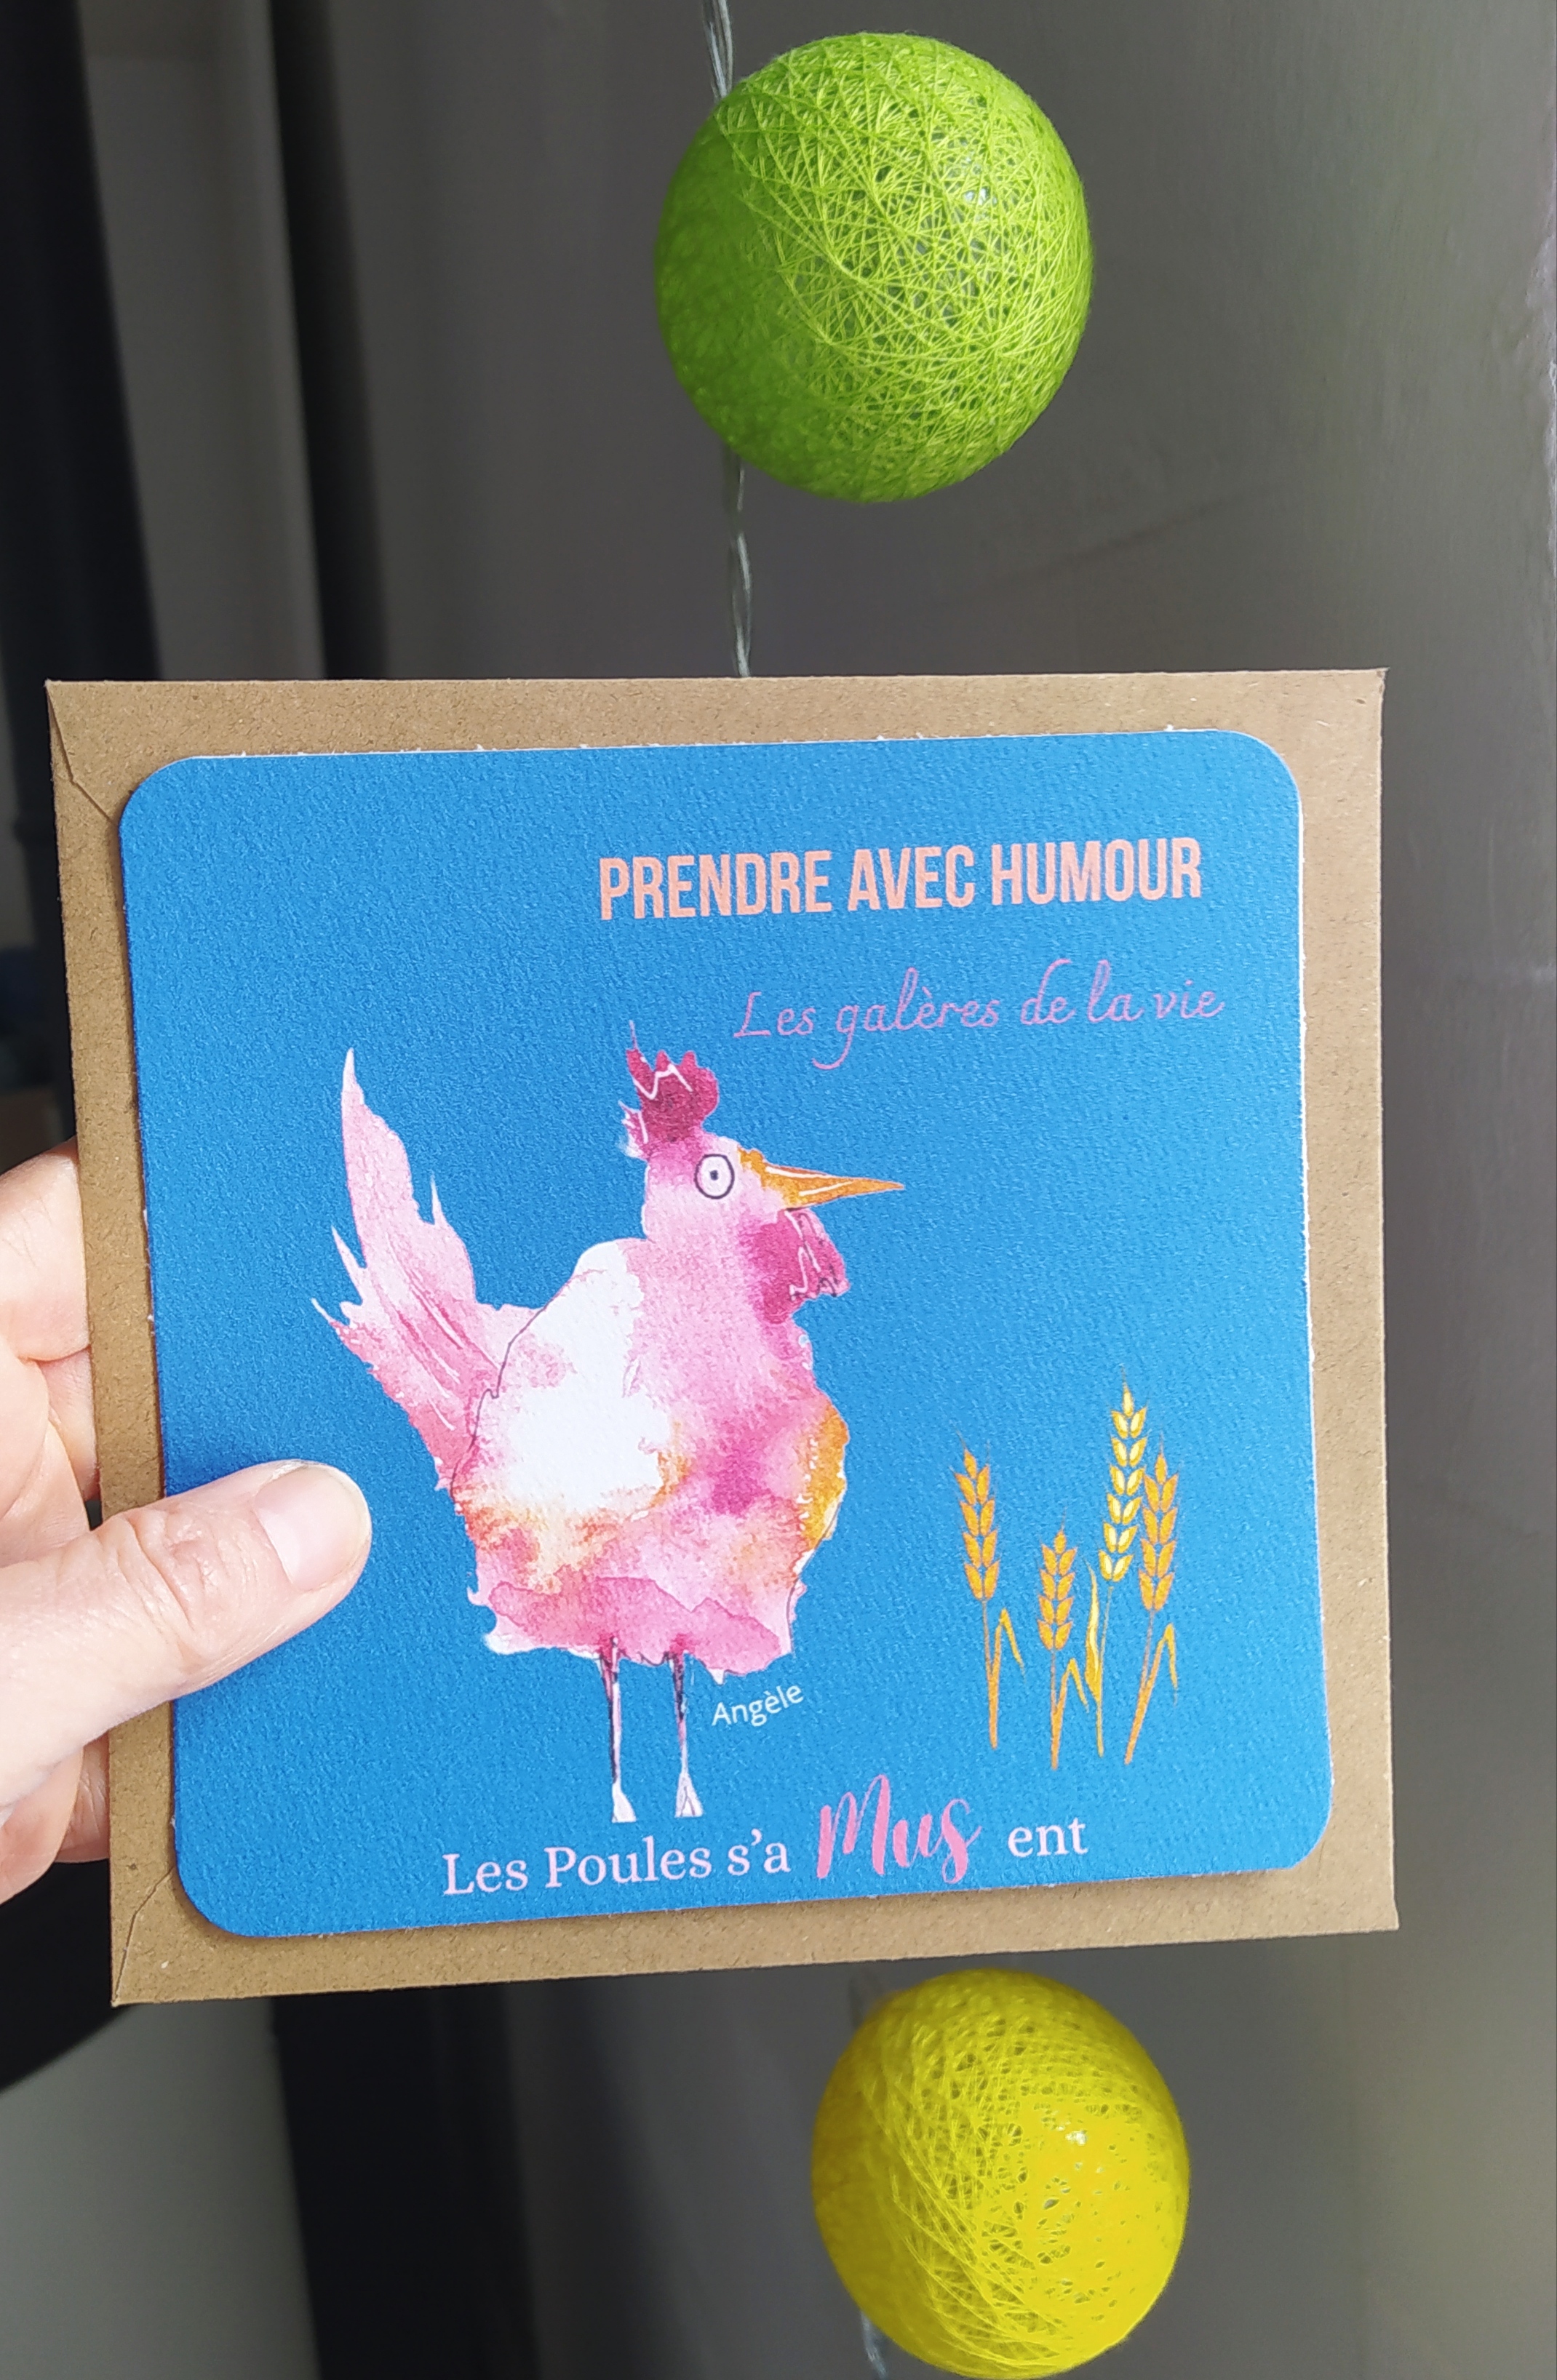 PRENDRE AVEC HUMOUR
Les galères de la vie
Angèle
Les Poules s'a Mus ent